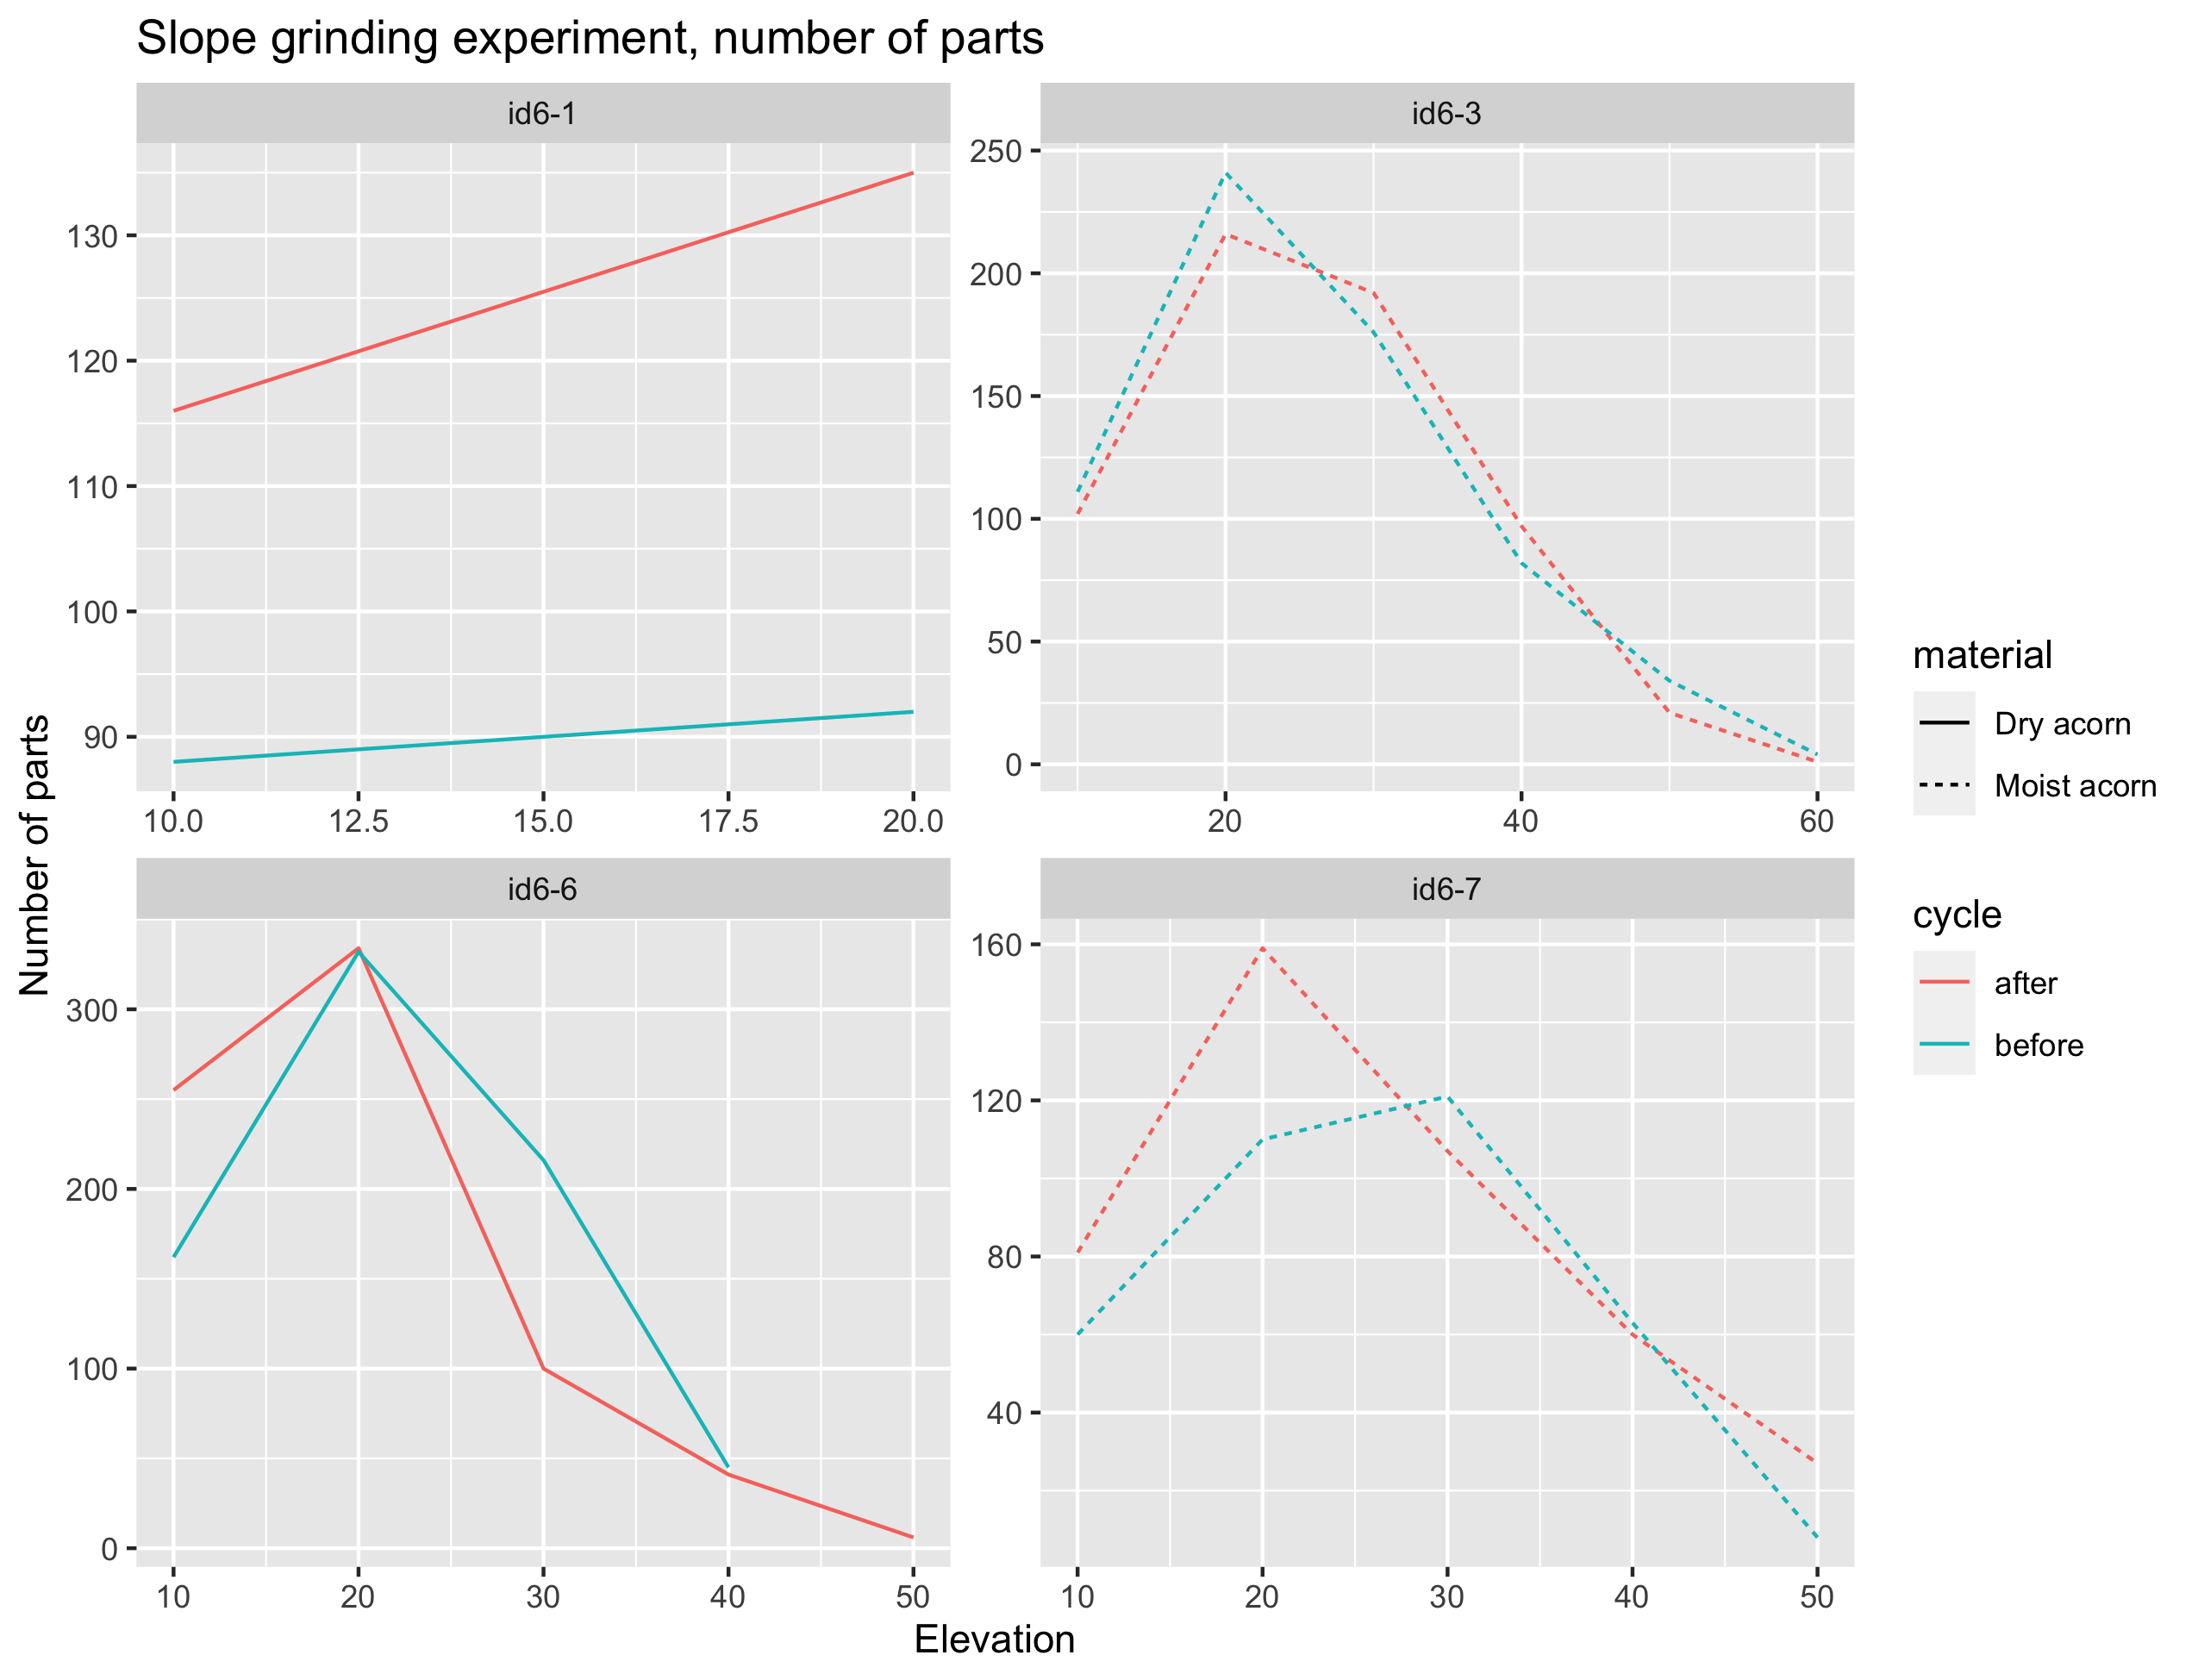 Slope grinding experiment, number of parts
id6-1
id6-3
130
120
110
100
90
10.0 12.5 15.0 17.5 20.0
250
200
150
100
50
0
20 40 60
id6-6
id6-7
300
200
100
0
10 20 30 40 50
160
120
80
40
10 20 30 40 50
Number of parts
Elevation
material
Dry acorn
Moist acorn
cycle
after
before